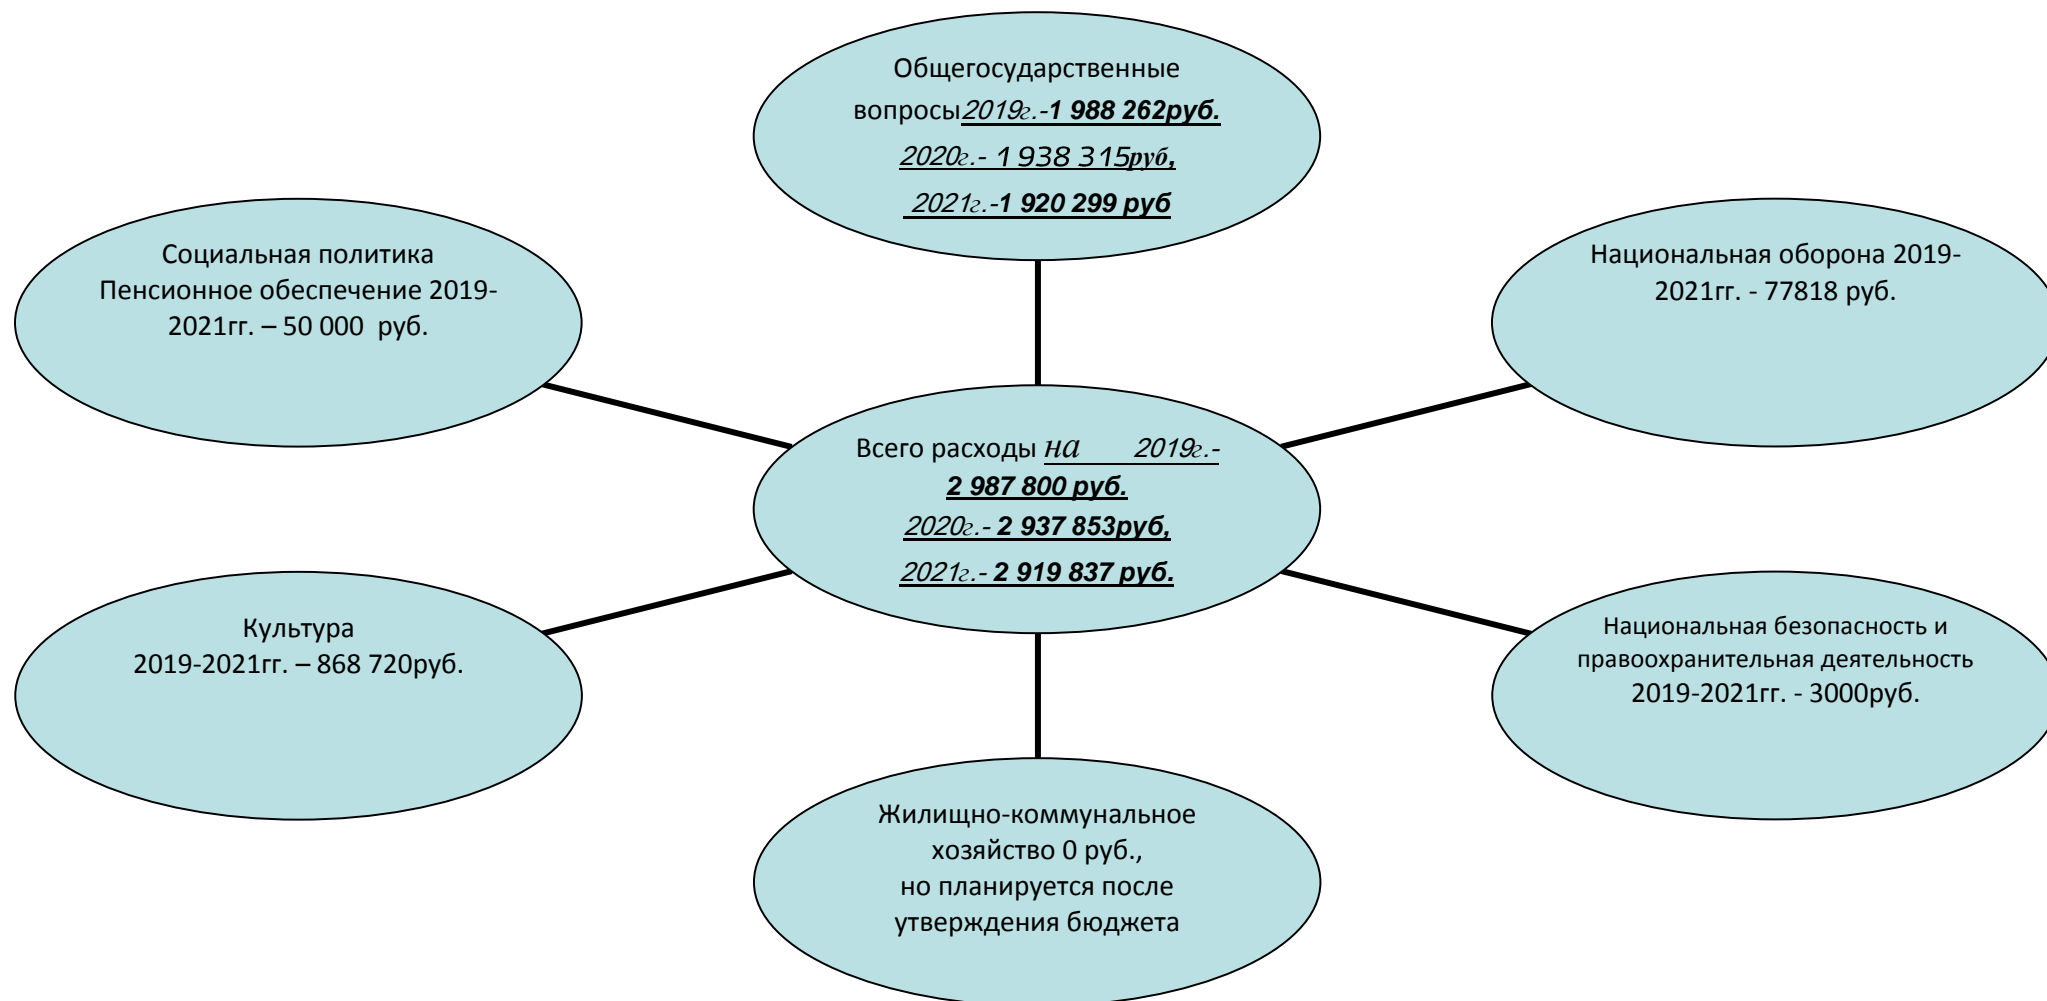 Общегосударственные
вопросы2019г.-1 988 262руб.
2020г.- 1 938 315руб,
2021г.-1 920 299 руб
Социальная политика
Пенсионное обеспечение 2019-
2021гг. – 50 000 руб.
Национальная оборона 2019-
2021гг. - 77818 руб.
Всего расходы на 2019г.-
2 987 800 руб.
2020г.- 2 937 853руб,
2021г.- 2 919 837 руб.
Культура
2019-2021гг. – 868 720руб.
Национальная безопасность и
правоохранительная деятельность
2019-2021гг. - 3000руб.
Жилищно-коммунальное
хозяйство 0 руб.,
но планируется после
утверждения бюджета